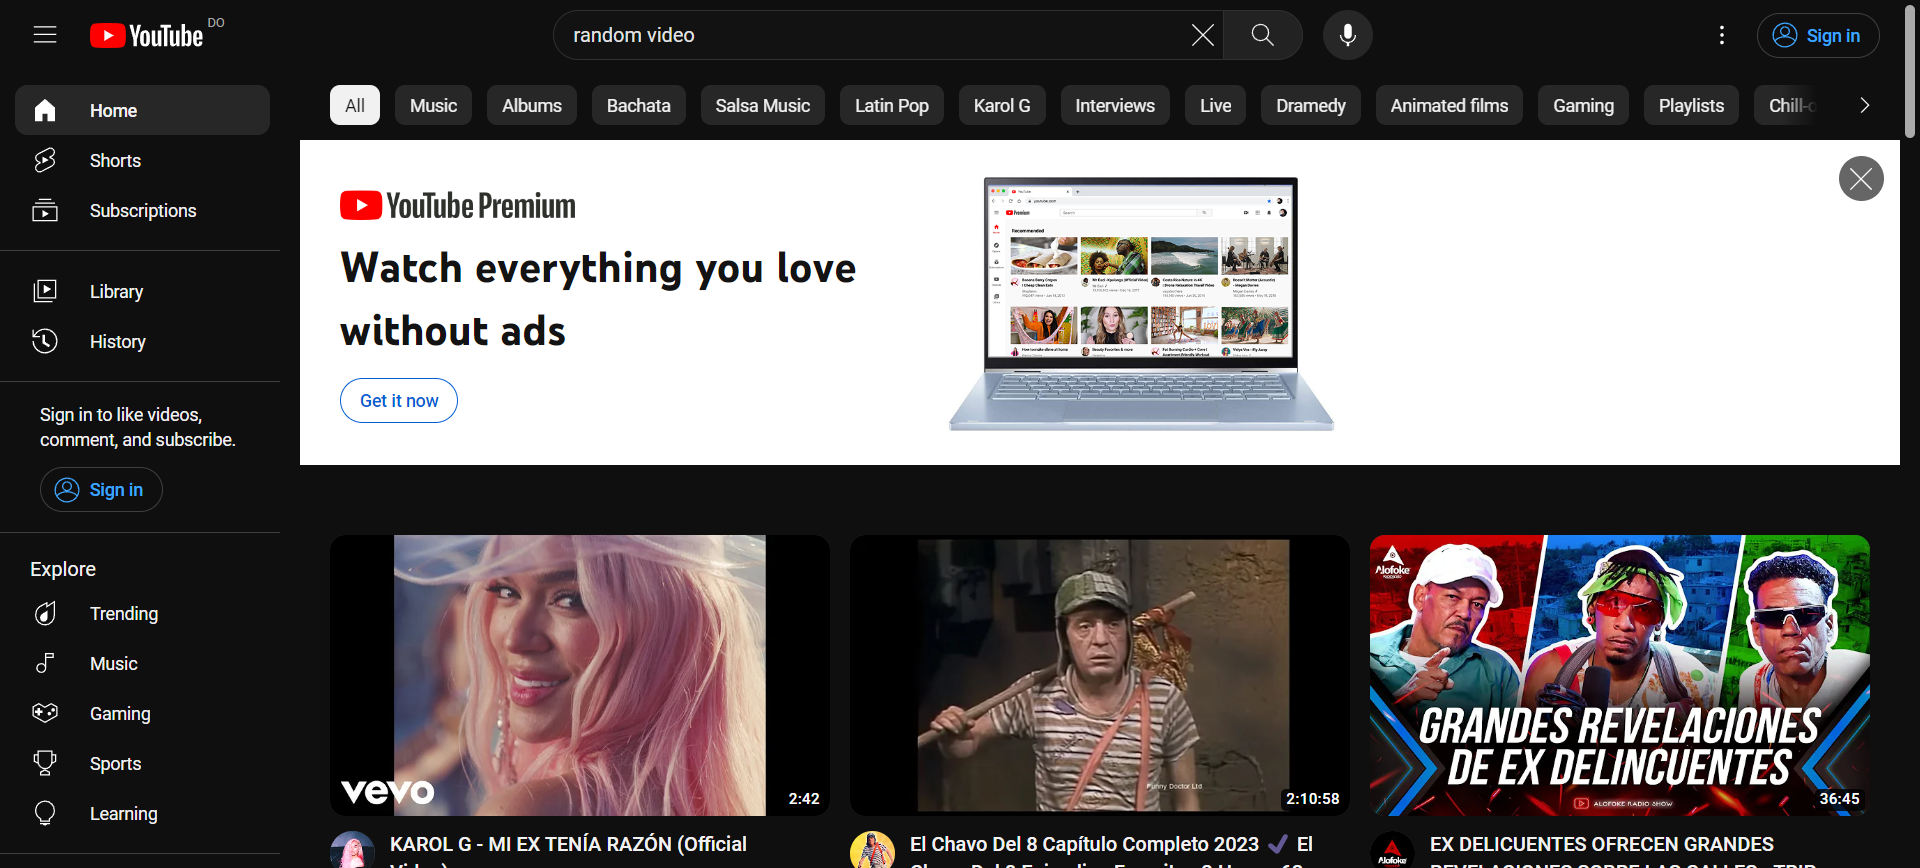 YouTube DO
random video
Sign in
Home
Shorts
Subscriptions
Library
History
Sign in to like videos,
comment, and subscribe.
Sign in
Explore
Trending
Music
Gaming
Sports
Learning
All
Music
Albums
Bachata
Salsa Music
Latin Pop
Karol G
Interviews
Live
Dramedy
Animated films
Gaming
Playlists
YouTube Premium
Watch everything you love
without ads
Get it now
Recommended
vevo
2:42
KAROL G - MI EX TENÍA RAZÓN (Official
Funny Doctor Ltd
2:10:58
El Chavo Del 8 Capítulo Completo 2023 ✔ El
Alofoke
GRANDES REVELACIONES
DE EX DELINCUENTES
ALOFOKE RADIO SHOW
36:45
EX DELICUENTES OFRECEN GRANDES